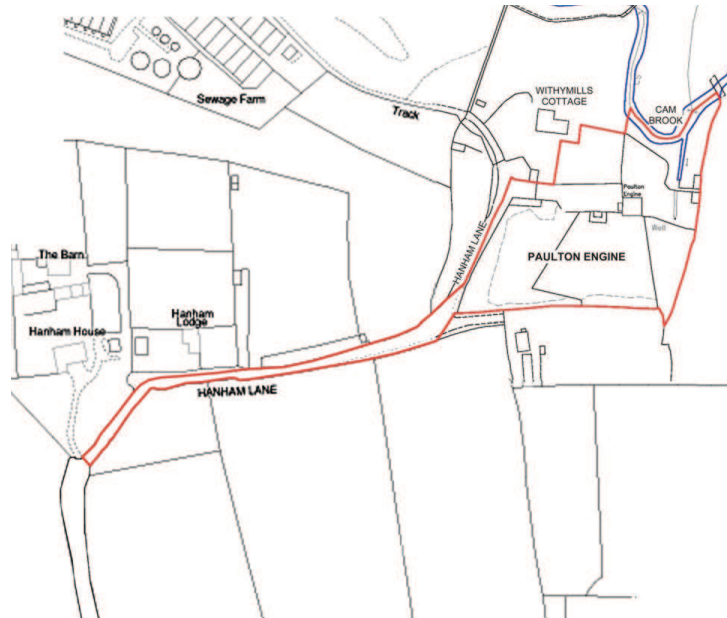 WITHYMILLS
COTTAGE
CAM
BROOK
Sewage Farm
Track
Paulton
Engine
Well
PAULTON ENGINE
HANHAM LANE
The Barn
Hanham House
Hanham
Lodge
HANHAM LANE